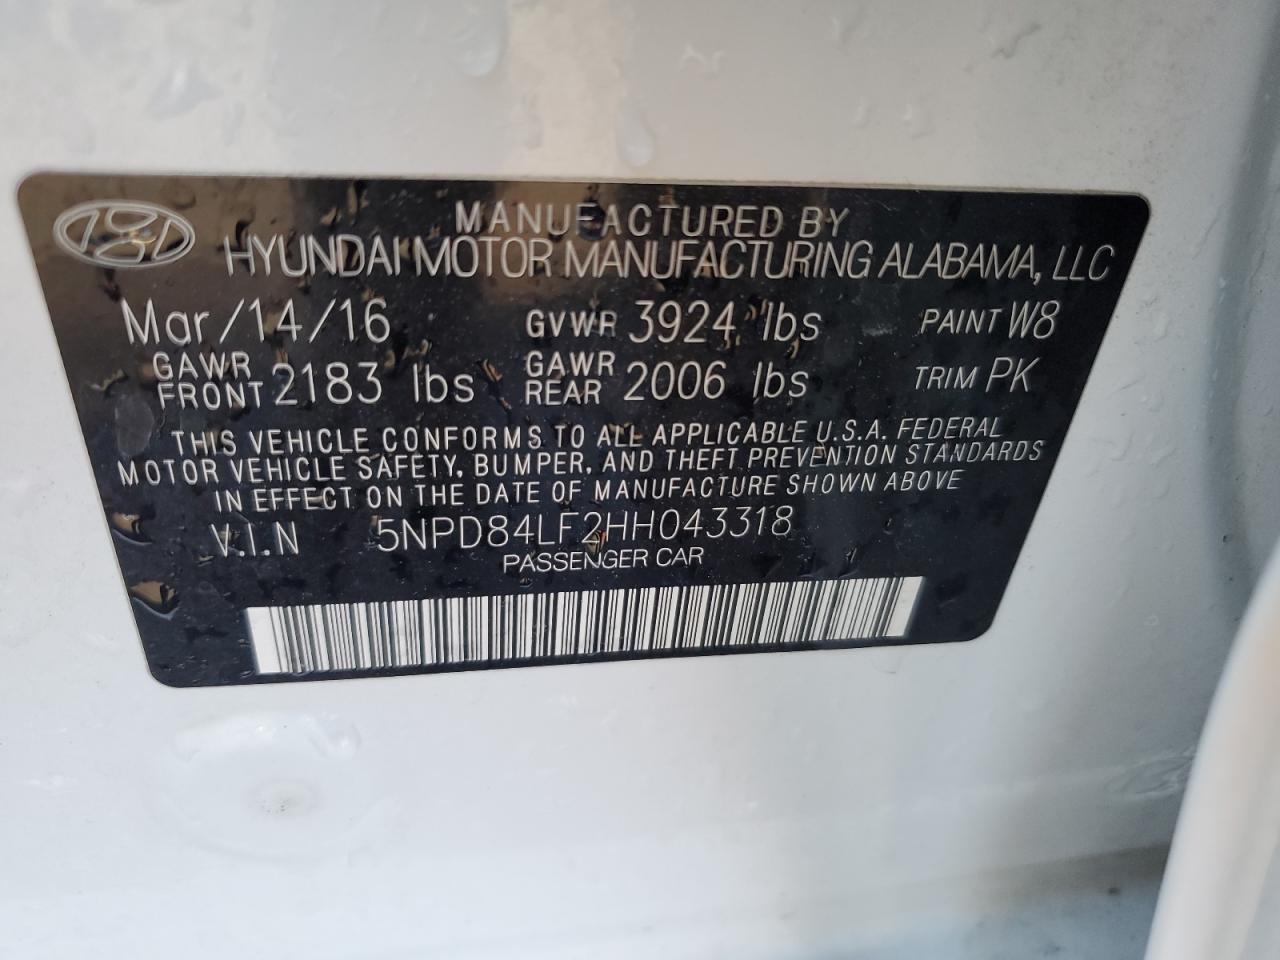 MANUFACTURED BY
HYUNDAI MOTOR MANUFACTURING ALABAMA, LLC
Mar/14/16 GVWR 3924 lbs PAINT W8
GAWR FRONT 2183 lbs GAWR REAR 2006 lbs TRIM PK
THIS VEHICLE CONFORMS TO ALL APPLICABLE U.S.A. FEDERAL
MOTOR VEHICLE SAFETY, BUMPER, AND THEFT PREVENTION STANDARDS
IN EFFECT ON THE DATE OF MANUFACTURE SHOWN ABOVE
V.I.N 5NPD84LF2HH043318
PASSENGER CAR